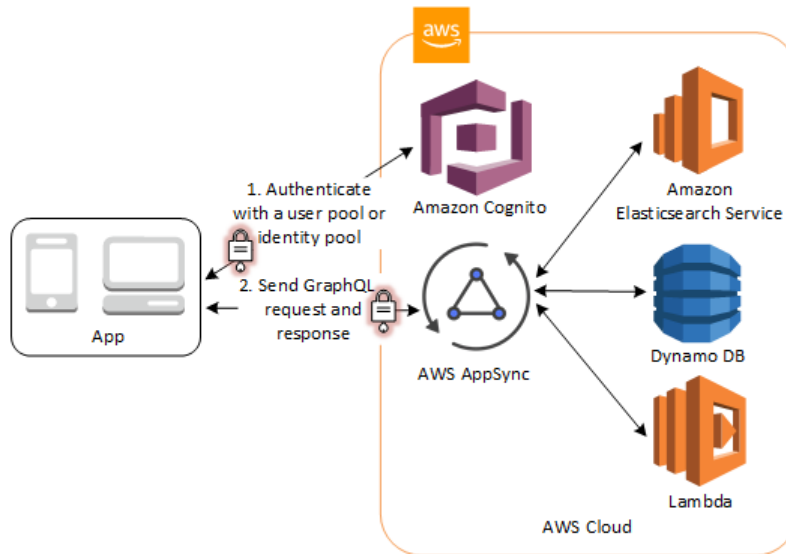 aws
1. Authenticate
with a user pool or
identity pool
Amazon Cognito
Amazon
Elasticsearch Service
2. Send GraphQL
request and
response
App
AWS AppSync
Dynamo DB
Lambda
AWS Cloud